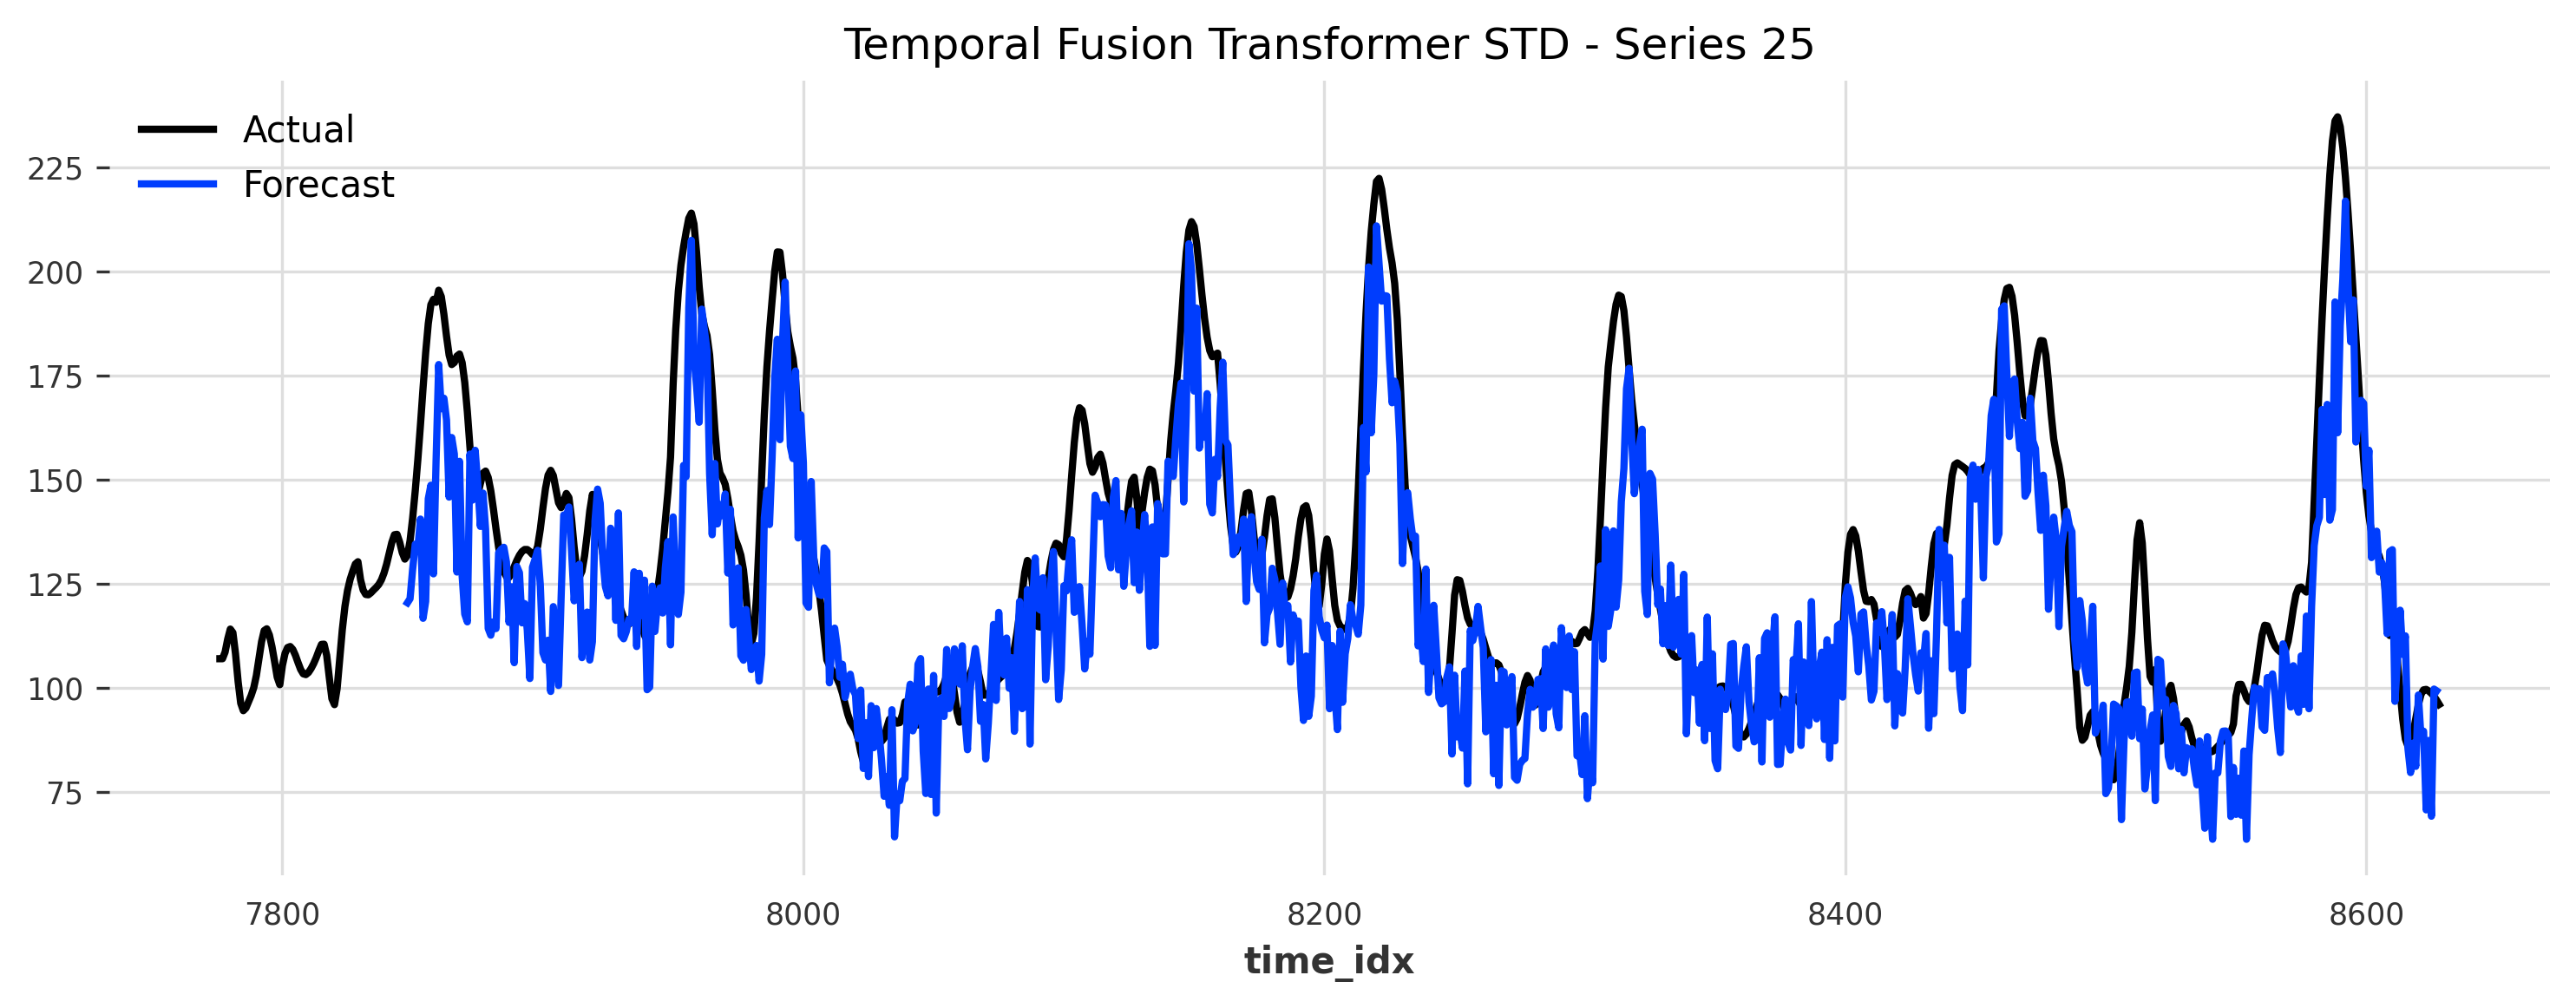 Temporal Fusion Transformer STD - Series 25
Actual
Forecast
225
200
175
150
125
100
75
7800 8000 8200 8400 8600
time_idx